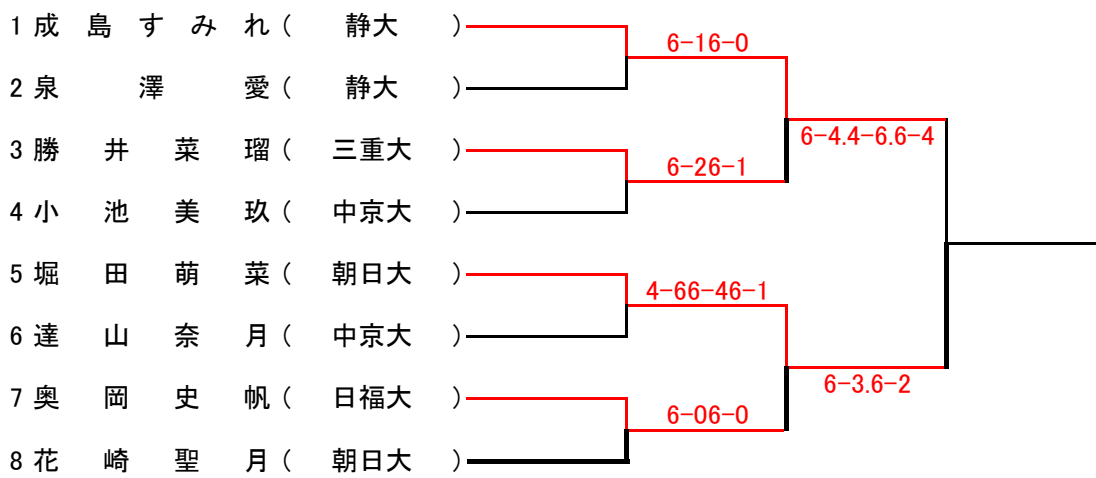 1 成島すみれ ( 静大 )
6-16-0
2 泉澤愛 ( 静大 )
6-4.4-6.6-4
3 勝井菜瑠 ( 三重大 )
6-26-1
4 小池美玖 ( 中京大 )
5 堀田萌菜 ( 朝日大 )
4-66-46-1
6 達山奈月 ( 中京大 )
6-3.6-2
7 奥岡史帆 ( 日福大 )
6-06-0
8 花崎聖月 ( 朝日大 )